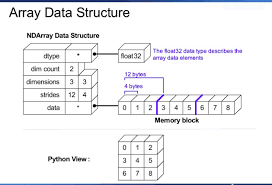 Array Data Structure
NDArray Data Structure
dtype *
float32
The float32 data type describes the
array data elements
dim count 2
dimensions 3 3
strides 12 4
data *
12 bytes
4 bytes
0 1 2 3 4 5 6 7 8
Memory block
Python View :
0 1 2
3 4 5
6 7 8